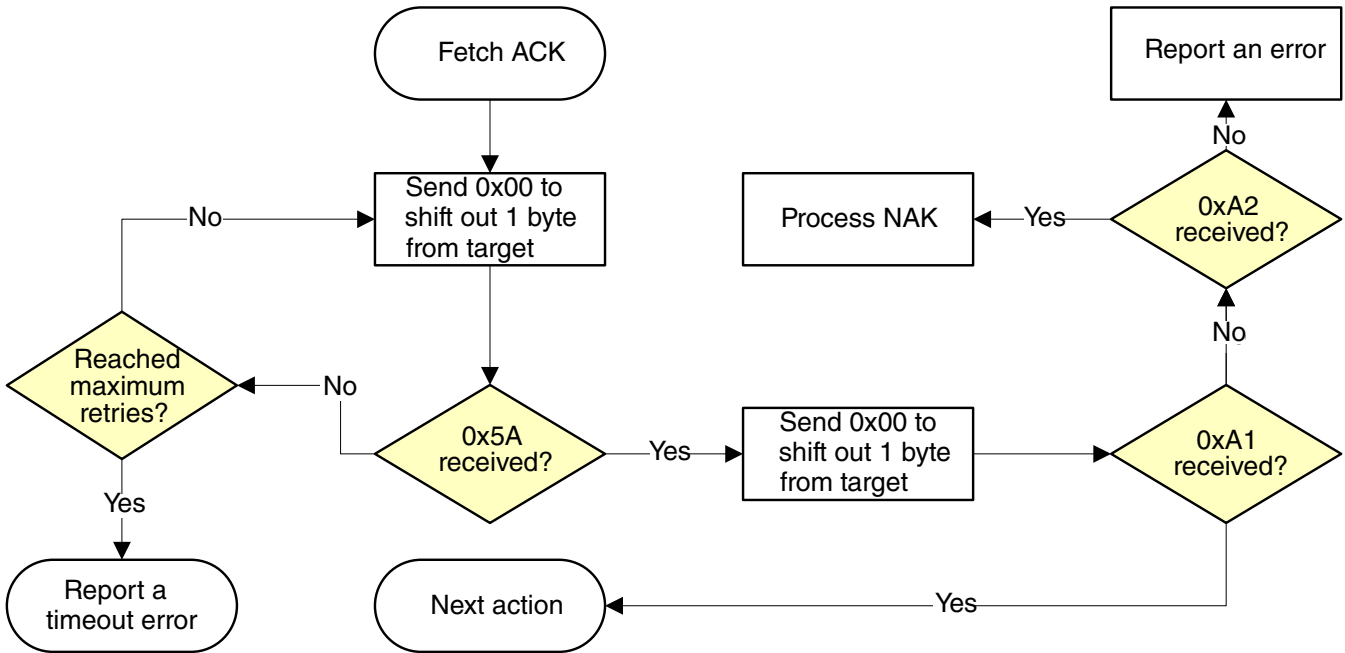 Fetch ACK
Report an error
No
Send 0x00 to
shift out 1 byte
from target
No
Process NAK
Yes
0xA2
received?
No
Reached
maximum
retries?
No
0x5A
received?
Yes
Send 0x00 to
shift out 1 byte
from target
0xA1
received?
Yes
Report a
timeout error
Next action
Yes